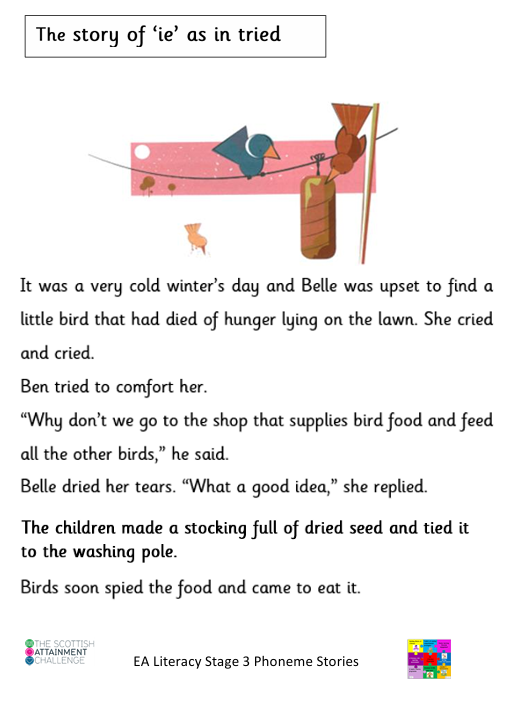 The story of ‘ie’ as in tried
It was a very cold winter’s day and Belle was upset to find a
little bird that had died of hunger lying on the lawn. She cried
and cried.
Ben tried to comfort her.
“Why don’t we go to the shop that supplies bird food and feed
all the other birds,” he said.
Belle dried her tears. “What a good idea,” she replied.
The children made a stocking full of dried seed and tied it
to the washing pole.
Birds soon spied the food and came to eat it.
THE SCOTTISH
ATTAINMENT
CHALLENGE
EA Literacy Stage 3 Phoneme Stories